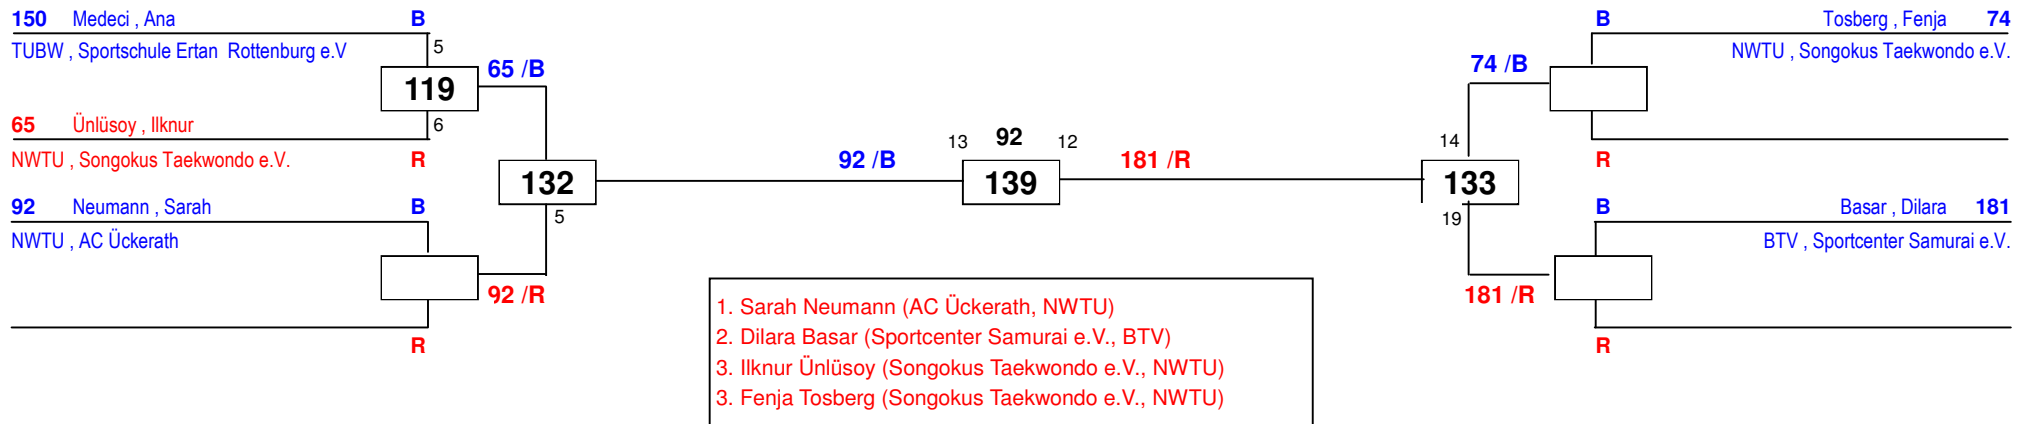 150 Medeci , Ana B
TUBW , Sportschule Ertan Rottenburg e.V
5
119
65 /B
6
65 Ünlüsoy , Ilknur
NWTU , Songokus Taekwondo e.V. R
132
5
92 Neumann , Sarah B
NWTU , AC Ückerath
92 /R
R
92 /B
13 92 12
139
181 /R
B Tosberg , Fenja 74
NWTU , Songokus Taekwondo e.V.
74 /B
R
14
133
19
B Basar , Dilara 181
BTV , Sportcenter Samurai e.V.
181 /R
R
1. Sarah Neumann (AC Ückerath, NWTU)
2. Dilara Basar (Sportcenter Samurai e.V., BTV)
3. Ilknur Ünlüsoy (Songokus Taekwondo e.V., NWTU)
3. Fenja Tosberg (Songokus Taekwondo e.V., NWTU)